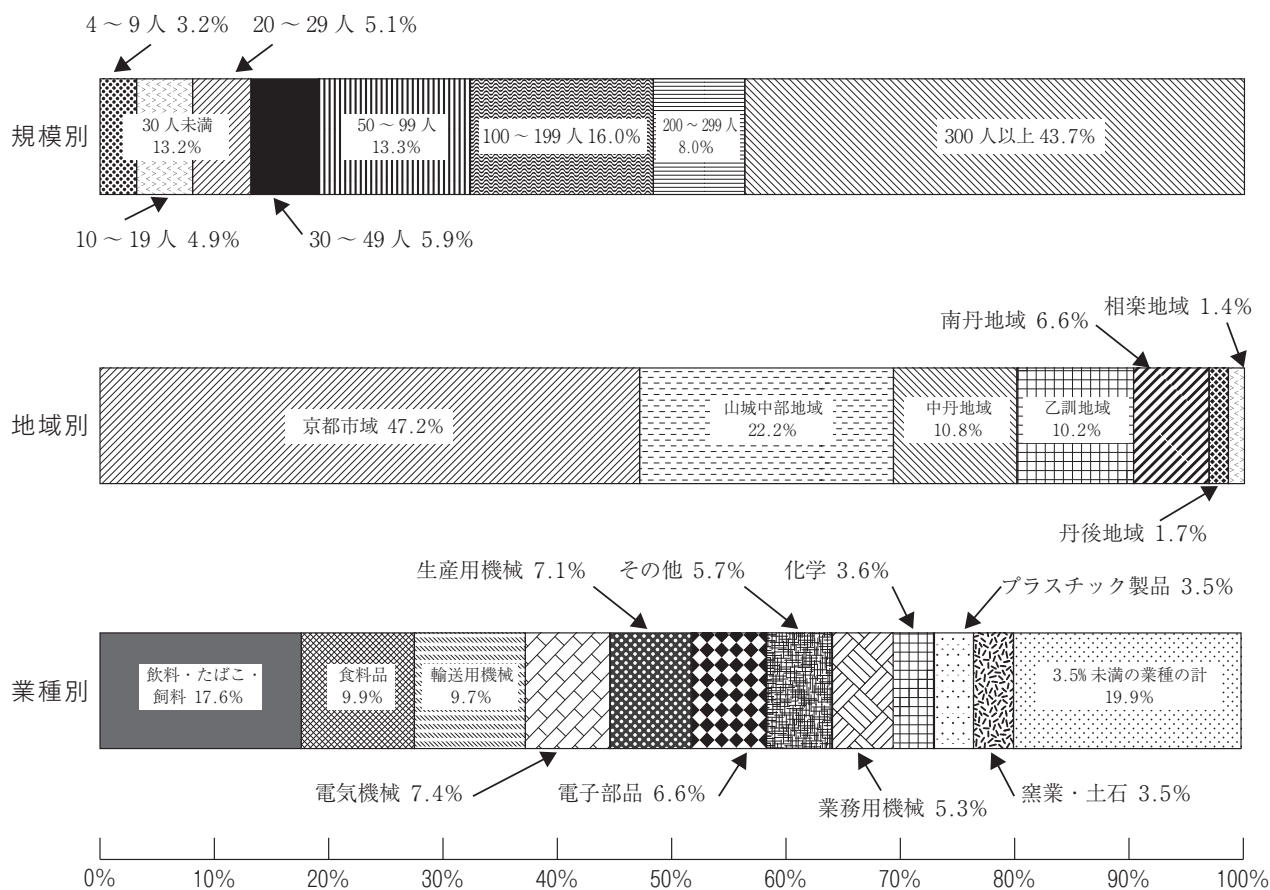 4～9人 3.2%
20～29人 5.1%
規模別
30人未満
13.2%
50～99人
13.3%
100～199人 16.0%
200～299人
8.0%
300人以上 43.7%
10～19人 4.9%
30～49人 5.9%
南丹地域 6.6%
相楽地域 1.4%
地域別
京都市域 47.2%
山城中部地域
22.2%
中丹地域
10.8%
乙訓地域
10.2%
丹後地域 1.7%
生産用機械 7.1%
その他 5.7%
化学 3.6%
プラスチック製品 3.5%
業種別
飲料・たばこ・
飼料 17.6%
食料品
9.9%
輸送用機械
9.7%
3.5%未満の業種の計
19.9%
電気機械 7.4%
電子部品 6.6%
業務用機械 5.3%
窯業・土石 3.5%
0%
10%
20%
30%
40%
50%
60%
70%
80%
90%
100%